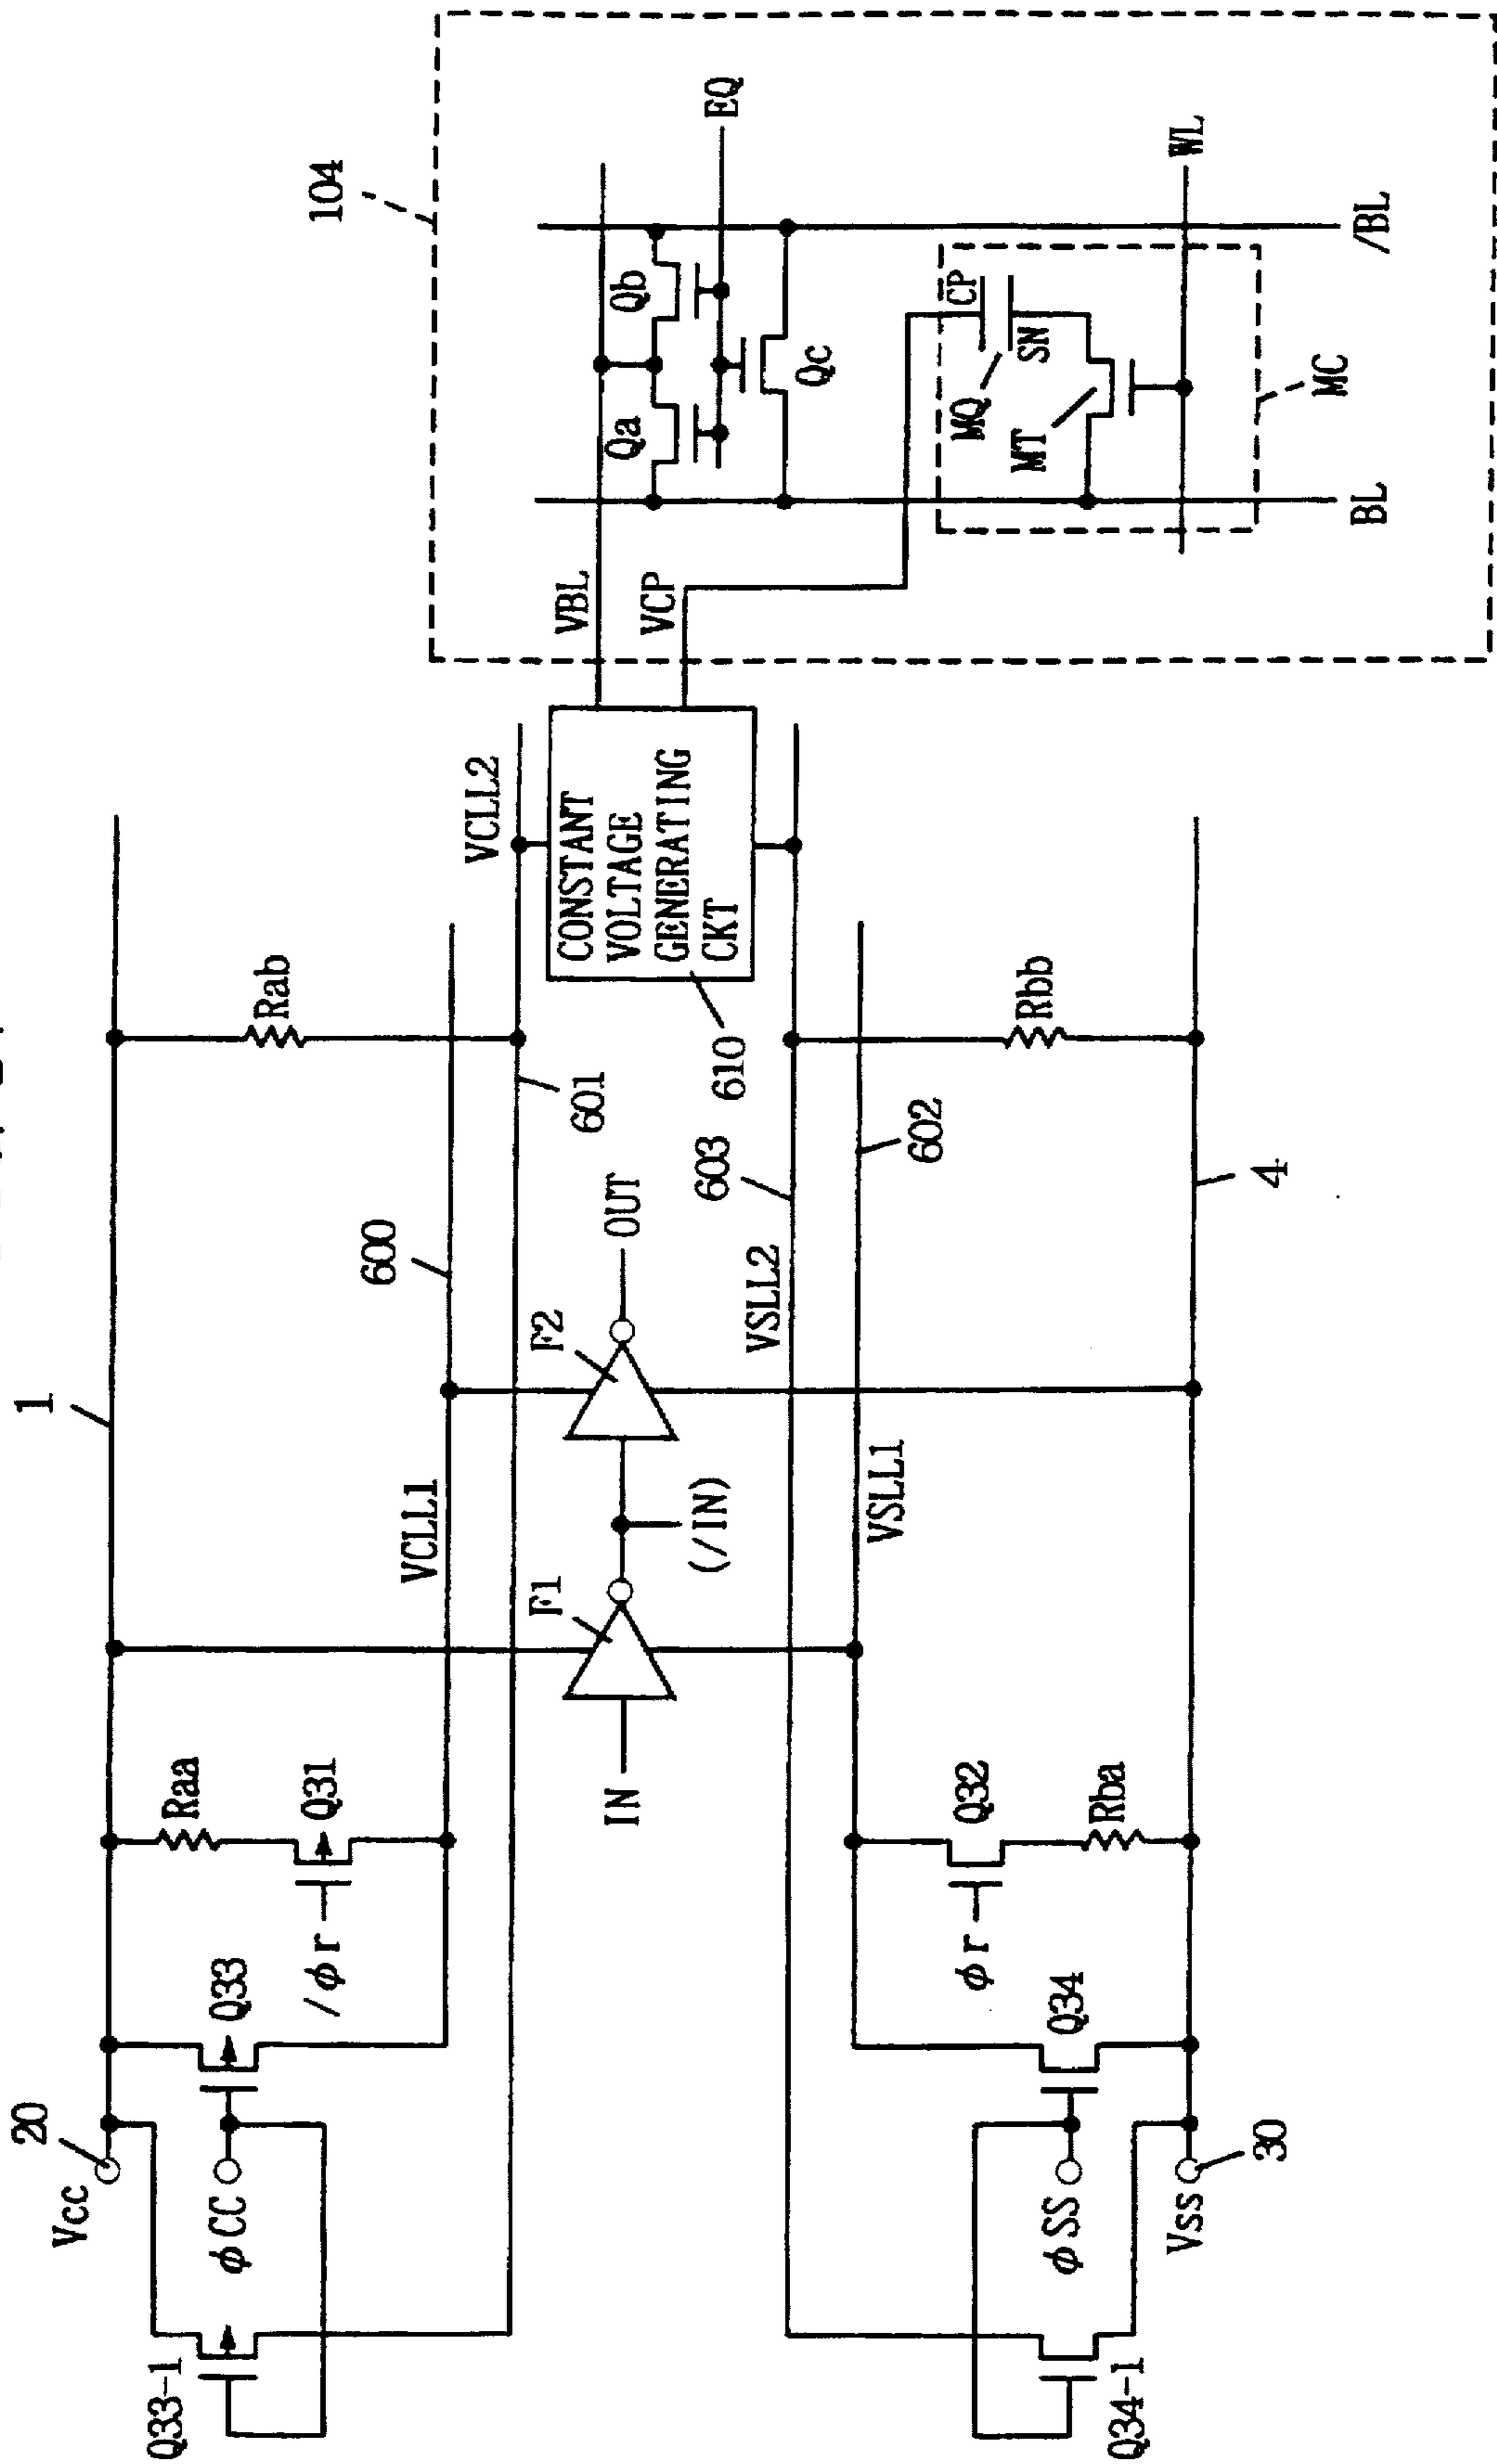 104
1
20
Vcc
Q33-1
φCC
Q33
/φr
Raa
Q31
VCLL1
600
Rab
VCLL2
601
IN
F1
(/IN)
F2
OUT
CONSTANT
VOLTAGE
GENERATING
CKT
610
VBL
VCP
Qa
Qb
EQ
Qc
MQ
CP
SN
MT
WL
MC
BL
/BL
VSLL2
603
VSLL1
602
φr
Q32
Rba
Rbb
φSS
Q34
Q34-1
Vss
30
4